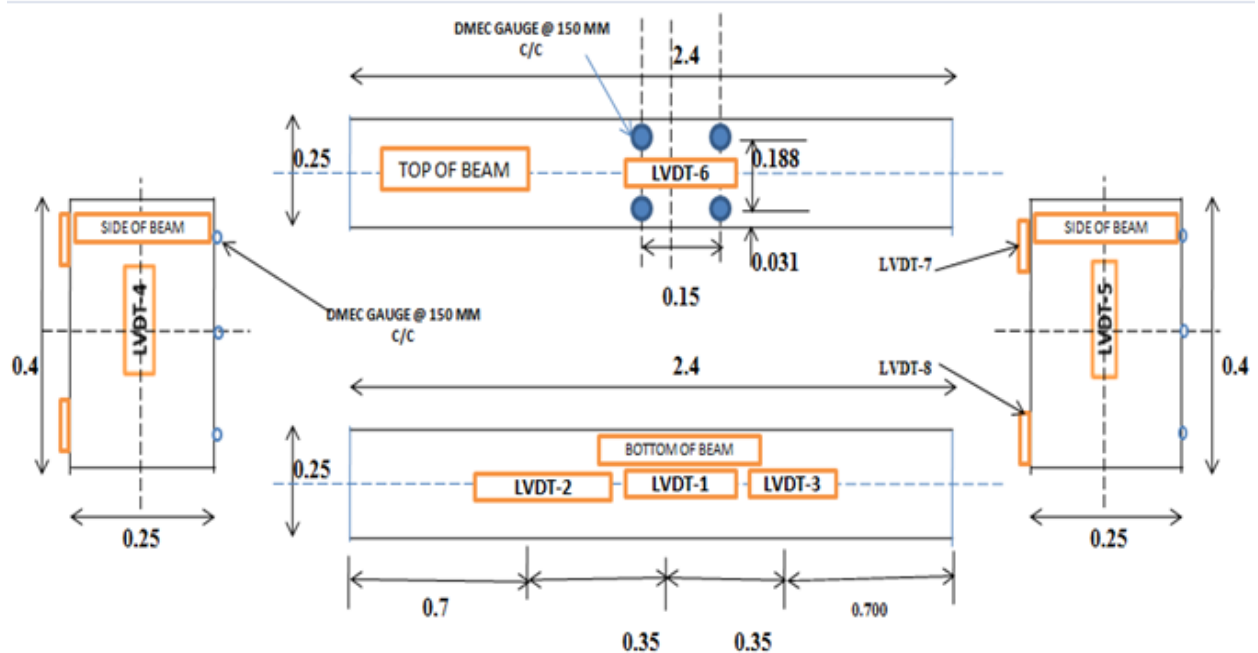 DMEC GAUGE @ 150 MM
C/C
2.4
0.25
TOP OF BEAM
LVDT-6
0.188
0.031
0.15
SIDE OF BEAM
LVDT-4
DMEC GAUGE @ 150 MM
C/C
0.4
0.25
SIDE OF BEAM
LVDT-7
LVDT-5
LVDT-8
0.4
0.25
2.4
0.25
BOTTOM OF BEAM
LVDT-2
LVDT-1
LVDT-3
0.7
0.35
0.35
0.700